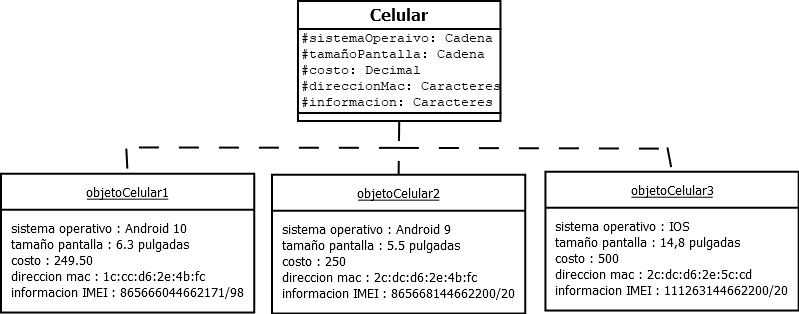 Celular
#sistemaOperaivo: Cadena
#tamañoPantalla: Cadena
#costo: Decimal
#direccionMac: Caracteres
#informacion: Caracteres
objetoCelular1
sistema operativo : Android 10
tamaño pantalla : 6.3 pulgadas
costo : 249.50
direccion mac : 1c:cc:d6:2e:4b:fc
informacion IMEI : 865666044662171/98
objetoCelular2
sistema operativo : Android 9
tamaño pantalla : 5.5 pulgadas
costo : 250
direccion mac : 2c:dc:d6:2e:4b:fc
informacion IMEI : 865668144662200/20
objetoCelular3
sistema operativo : IOS
tamaño pantalla : 14,8 pulgadas
costo : 500
direccion mac : 2c:dc:d6:2e:5c:cd
informacion IMEI : 111263144662200/20